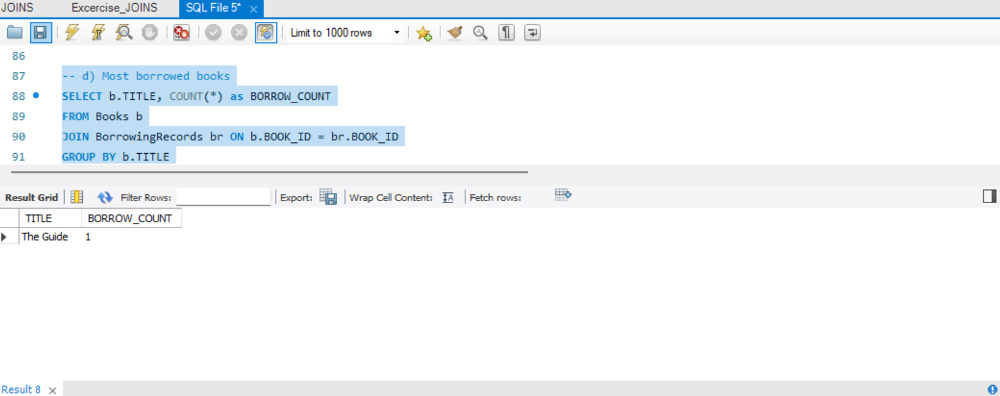 JOINS Excercise_JOINS SQL File 5*
Limit to 1000 rows
86
87 -- d) Most borrowed books
88 SELECT b.TITLE, COUNT(*) as BORROW_COUNT
89 FROM Books b
90 JOIN BorrowingRecords br ON b.BOOK_ID = br.BOOK_ID
91 GROUP BY b.TITLE
Result Grid Filter Rows: Export: Wrap Cell Content: Fetch rows:
TITLE BORROW_COUNT
The Guide 1
Result 8